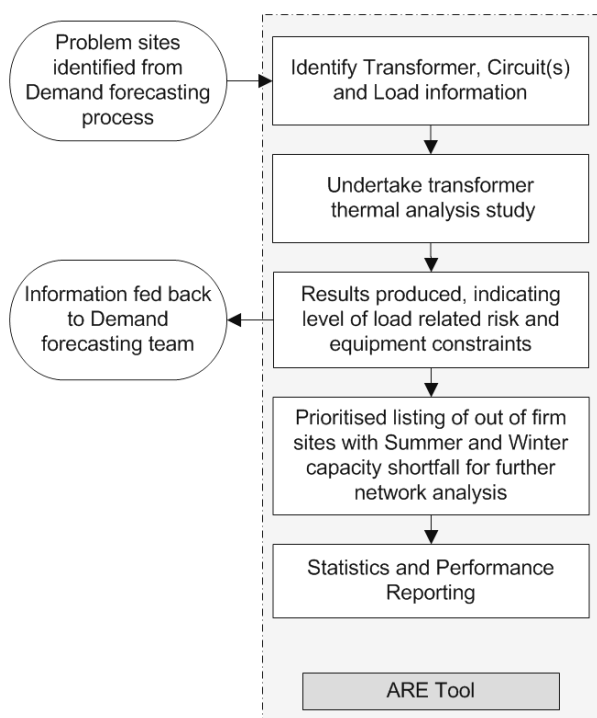 Problem sites
identified from
Demand forecasting
process
Identify Transformer, Circuit(s)
and Load information
Undertake transformer
thermal analysis study
Information fed back
to Demand
forecasting team
Results produced, indicating
level of load related risk and
equipment constraints
Prioritised listing of out of firm
sites with Summer and Winter
capacity shortfall for further
network analysis
Statistics and Performance
Reporting
ARE Tool